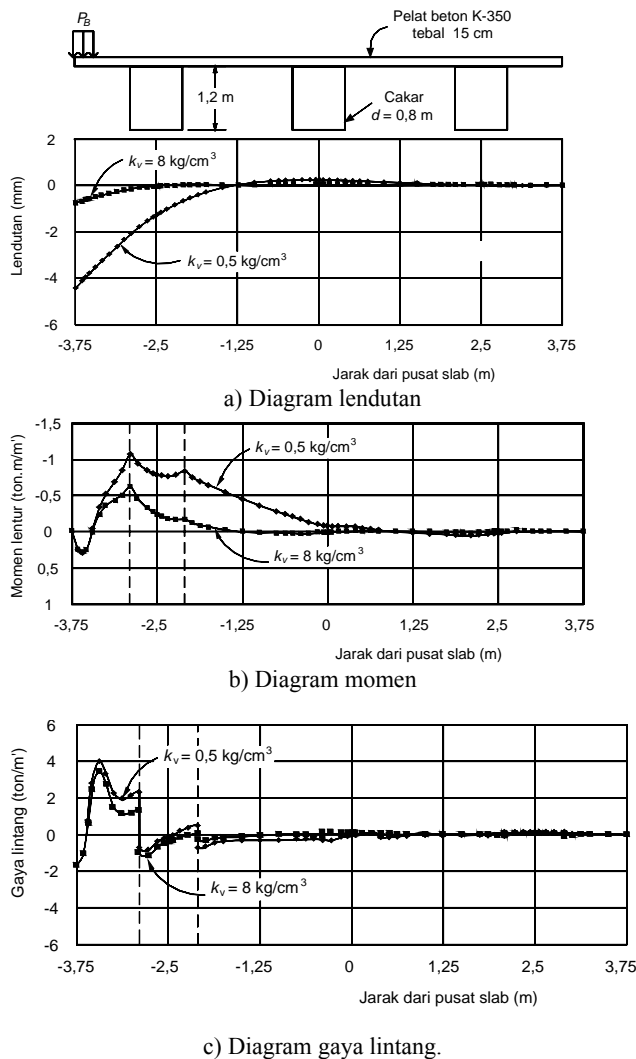 P_B
Pelat beton K-350
tebal 15 cm
1,2 m
Cakar
d = 0,8 m
Lendutan (mm)
2
0
-2
-4
-6
k_v = 8 kg/cm³
k_v = 0,5 kg/cm³
-3,75 -2,5 -1,25 0 1,25 2,5 3,75
Jarak dari pusat slab (m)
a) Diagram lendutan
Momen lentur (ton.m/m')
-1,5
-1
-0,5
0
0,5
1
k_v = 0,5 kg/cm³
k_v = 8 kg/cm³
-3,75 -2,5 -1,25 0 1,25 2,5 3,75
Jarak dari pusat slab (m)
b) Diagram momen
Gaya lintang (ton/m')
6
4
2
0
-2
-4
-6
k_v = 0,5 kg/cm³
k_v = 8 kg/cm³
-3,75 -2,5 -1,25 0 1,25 2,5 3,75
Jarak dari pusat slab (m)
c) Diagram gaya lintang.